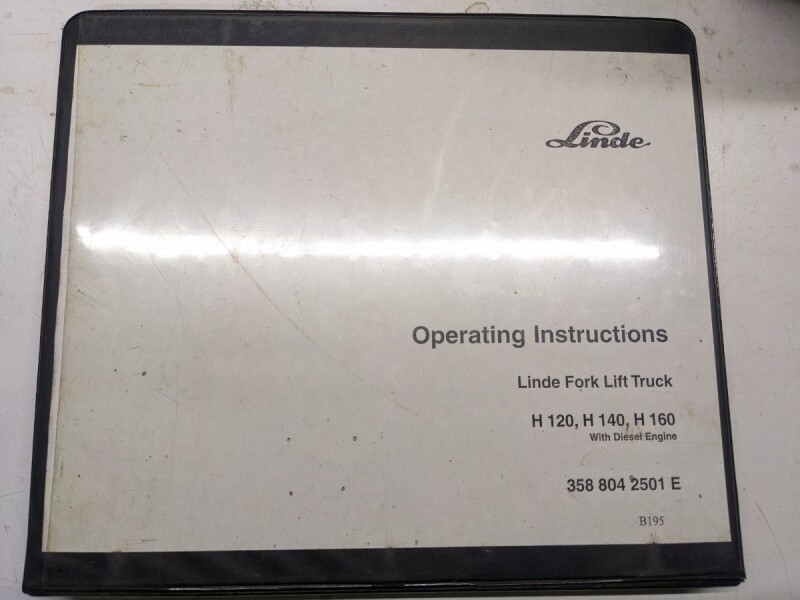 Linde
Operating Instructions
Linde Fork Lift Truck
H 120, H 140, H 160
With Diesel Engine
358 804 2501 E
B195